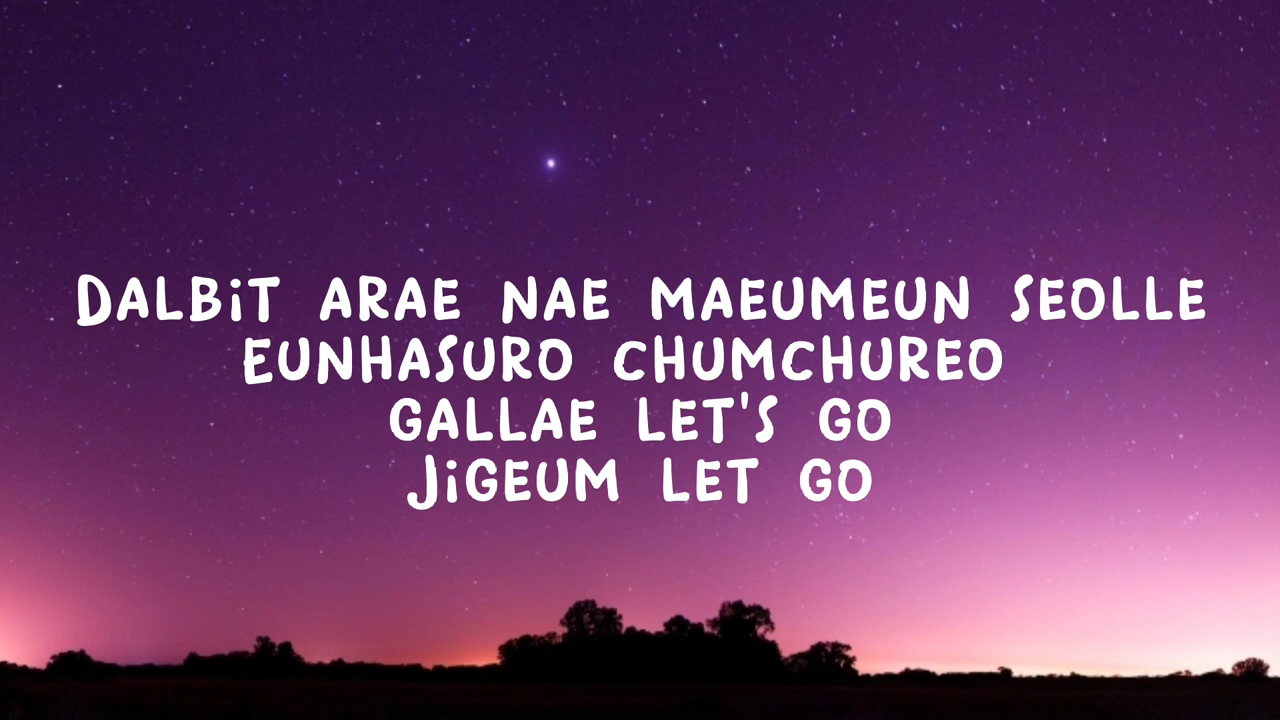 DALBiT ARAE NAE MAEUMEUN SEOLLE
EUNHASURO CHUMCHUREO
GALLAE LET'S GO
JiGEUM LET GO